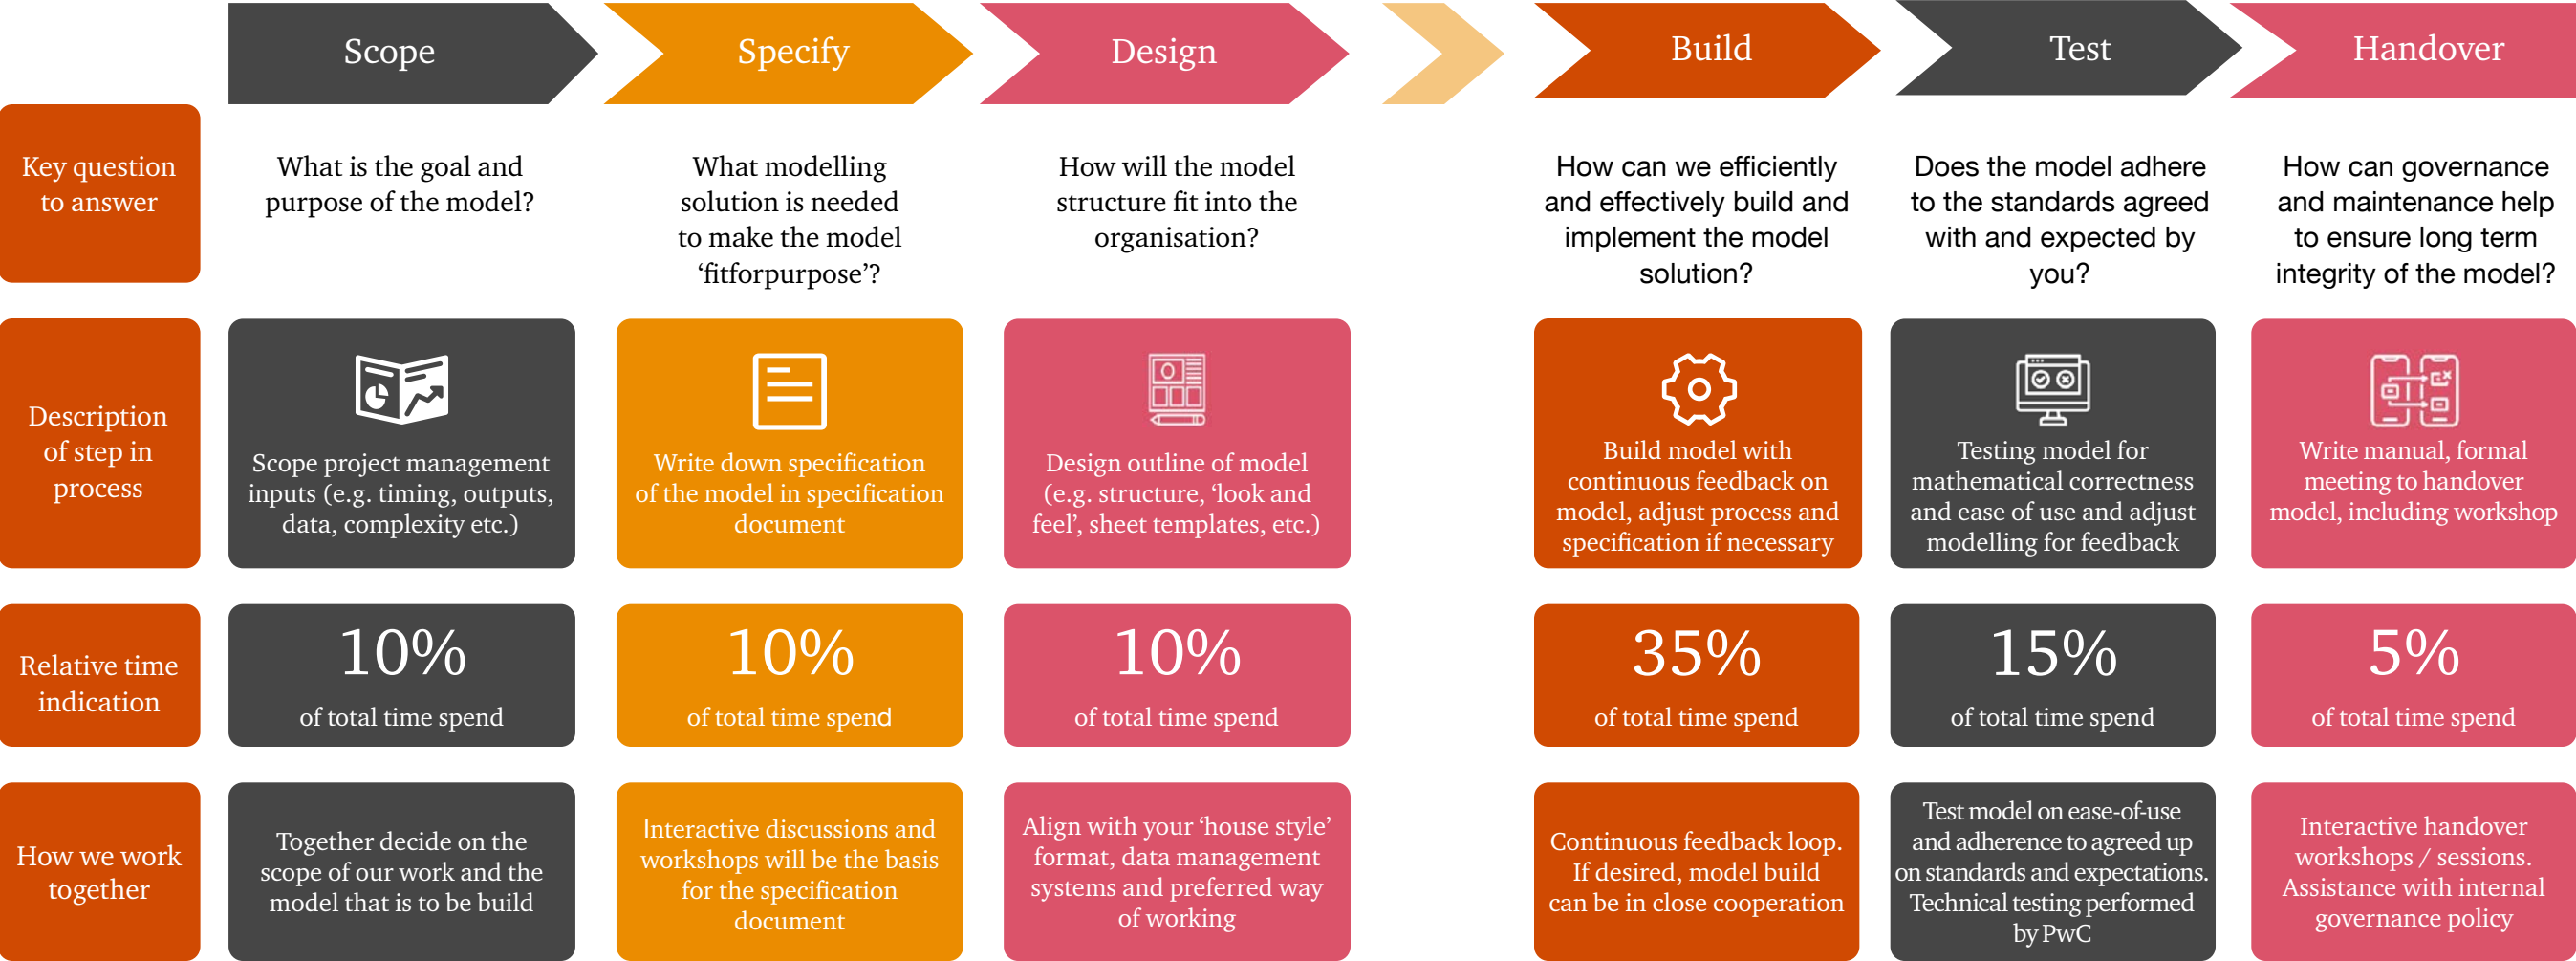 Scope
Specify
Design
Build
Test
Handover
Key question
to answer
What is the goal and
purpose of the model?
What modelling
solution is needed
to make the model
‘fitforpurpose’?
How will the model
structure fit into the
organisation?
How can we efficiently
and effectively build and
implement the model
solution?
Does the model adhere
to the standards agreed
with and expected by
you?
How can governance
and maintenance help
to ensure long term
integrity of the model?
Description
of step in
process
Scope project management
inputs (e.g. timing, outputs,
data, complexity etc.)
Write down specification
of the model in specification
document
Design outline of model
(e.g. structure, ‘look and
feel’, sheet templates, etc.)
Build model with
continuous feedback on
model, adjust process and
specification if necessary
Testing model for
mathematical correctness
and ease of use and adjust
modelling for feedback
Write manual, formal
meeting to handover
model, including workshop
Relative time
indication
10%
of total time spend
10%
of total time spend
10%
of total time spend
35%
of total time spend
15%
of total time spend
5%
of total time spend
How we work
together
Together decide on the
scope of our work and the
model that is to be build
Interactive discussions and
workshops will be the basis
for the specification
document
Align with your ‘house style’
format, data management
systems and preferred way
of working
Continuous feedback loop.
If desired, model build
can be in close cooperation
Test model on ease-of-use
and adherence to agreed up
on standards and expectations.
Technical testing performed
by PwC
Interactive handover
workshops / sessions.
Assistance with internal
governance policy